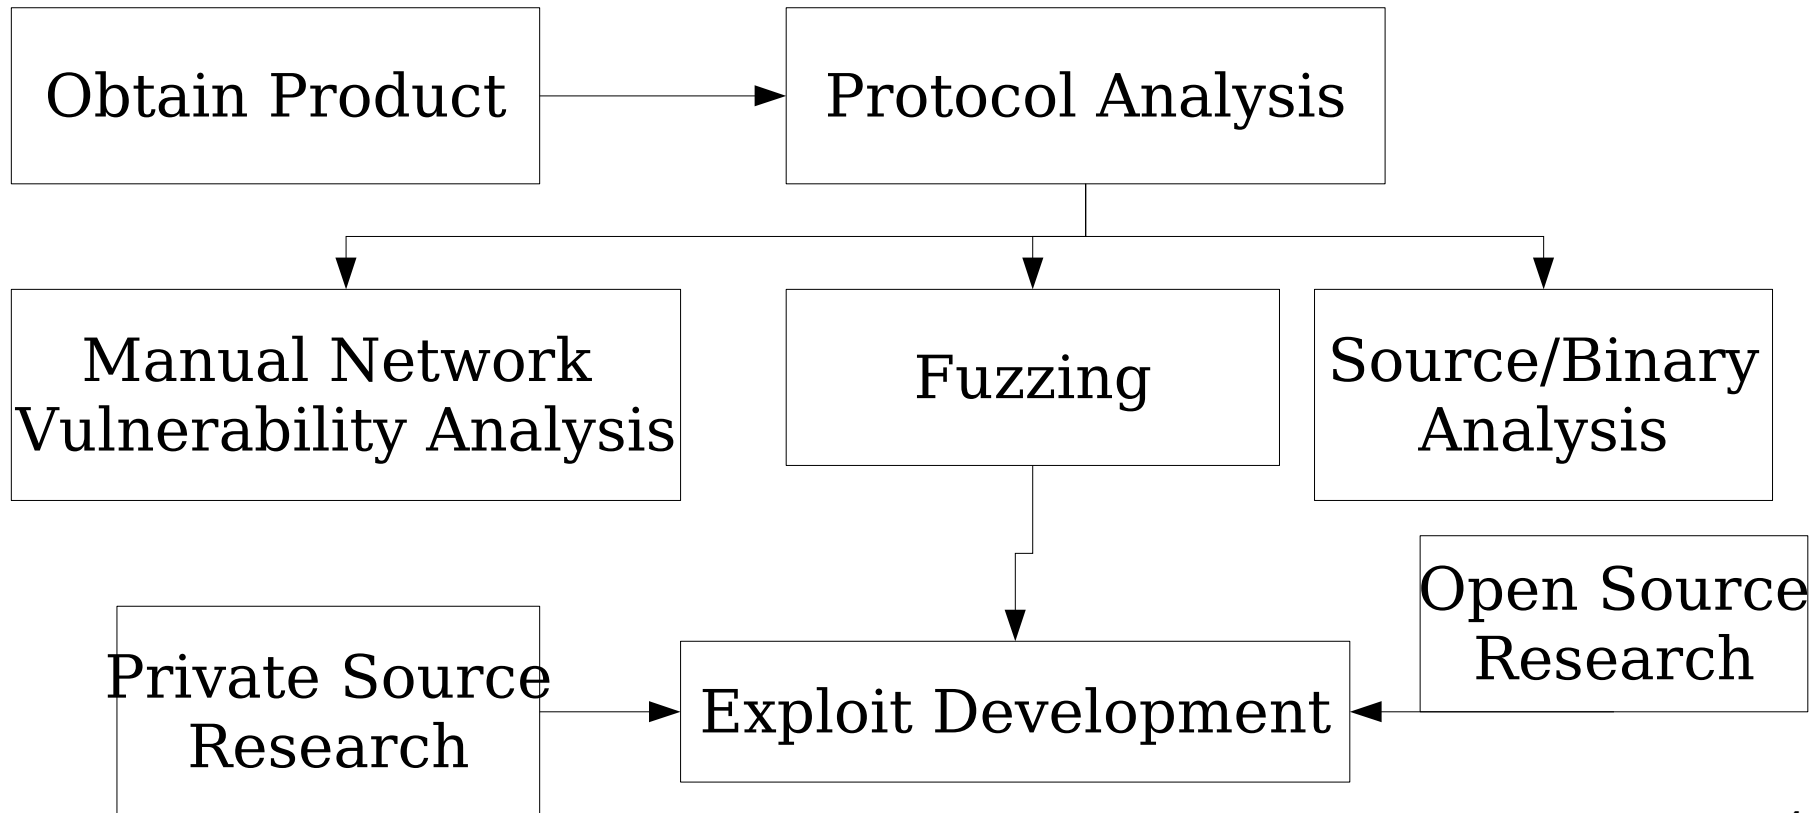 Obtain Product
Protocol Analysis
Manual Network
Vulnerability Analysis
Fuzzing
Source/Binary
Analysis
Open Source
Research
Private Source
Research
Exploit Development